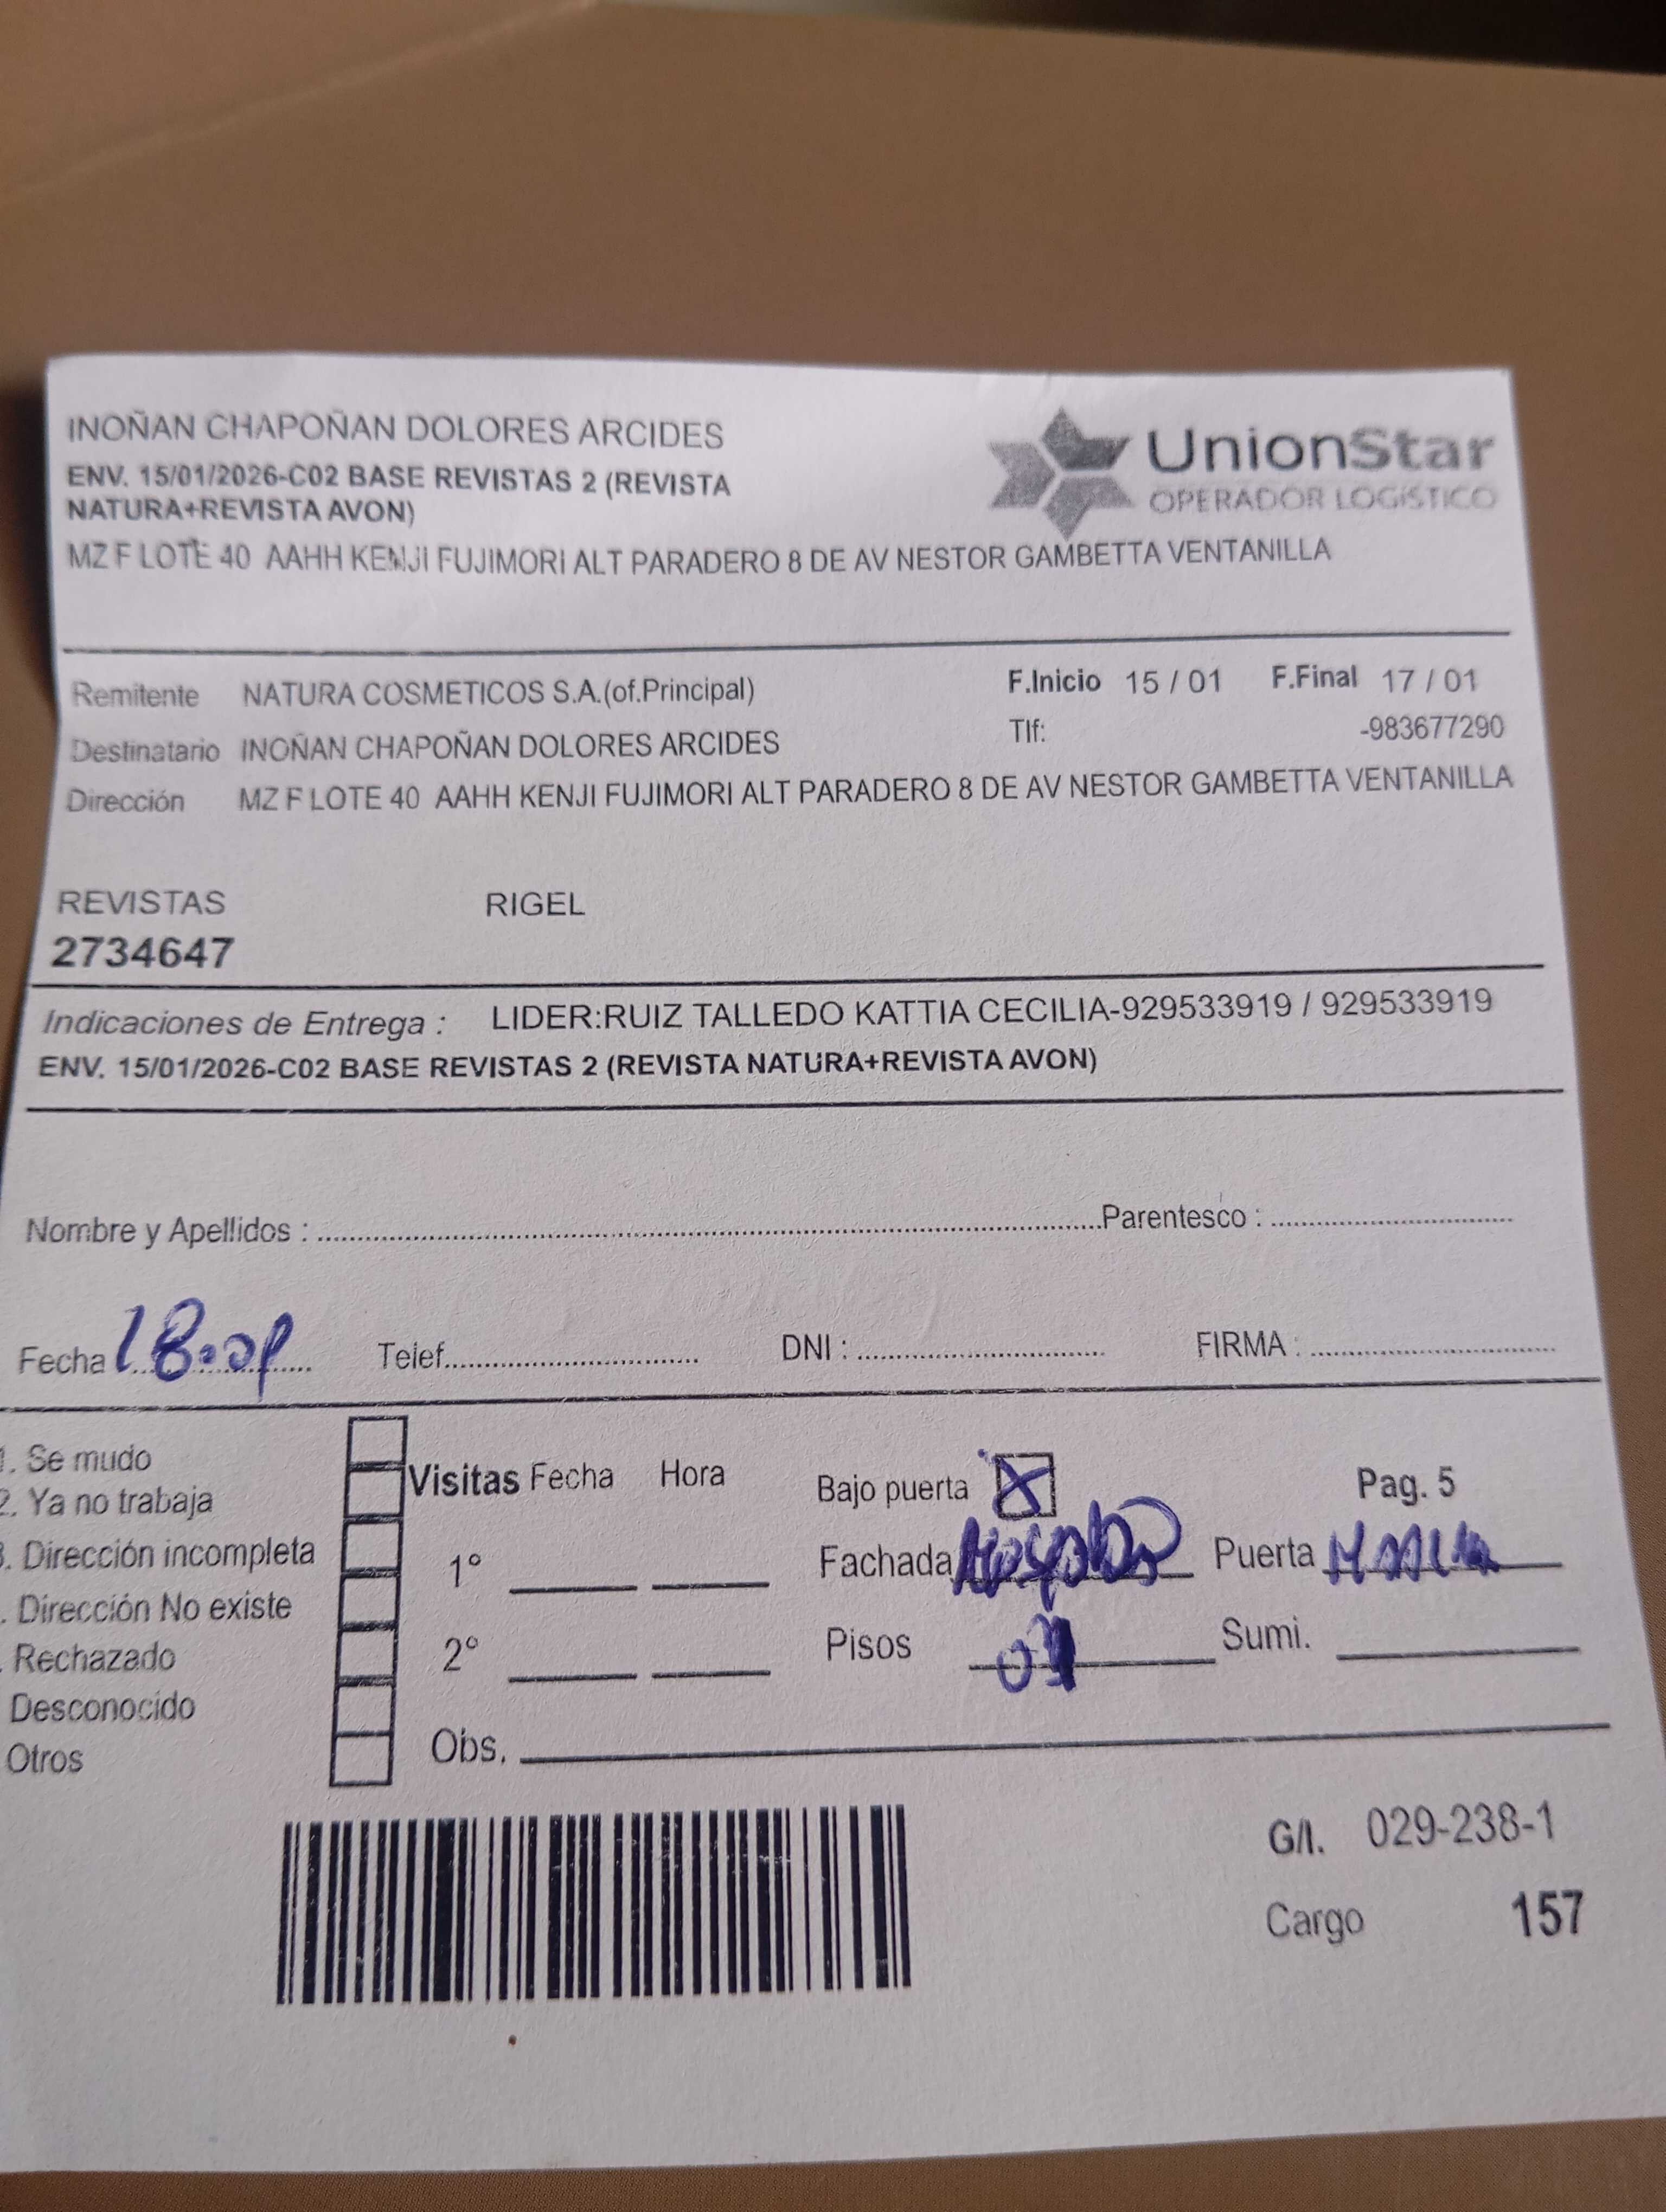 INOÑAN CHAPOÑAN DOLORES ARCIDES
ENV. 15/01/2026-C02 BASE REVISTAS 2 (REVISTA
NATURA+REVISTA AVON)
MZ F LOTE 40 AAHH KENJI FUJIMORI ALT PARADERO 8 DE AV NESTOR GAMBETTA VENTANILLA
UnionStar
OPERADOR LOGÍSTICO
Remitente NATURA COSMETICOS S.A.(of.Principal) F.Inicio 15 / 01 F.Final 17 / 01
Destinatario INOÑAN CHAPOÑAN DOLORES ARCIDES Tlf: -983677290
Dirección MZ F LOTE 40 AAHH KENJI FUJIMORI ALT PARADERO 8 DE AV NESTOR GAMBETTA VENTANILLA
REVISTAS RIGEL
2734647
Indicaciones de Entrega : LIDER:RUIZ TALLEDO KATTIA CECILIA-929533919 / 929533919
ENV. 15/01/2026-C02 BASE REVISTAS 2 (REVISTA NATURA+REVISTA AVON)
Nombre y Apellidos : Parentesco :
Fecha Telef. DNI : FIRMA :
1. Se mudo
2. Ya no trabaja
3. Dirección incompleta
. Dirección No existe
. Rechazado
Desconocido
Otros
Visitas Fecha Hora
1°
2°
Obs.
Bajo puerta X Pag. 5
Fachada Puerta
Pisos Sumi.
G/I. 029-238-1
Cargo 157